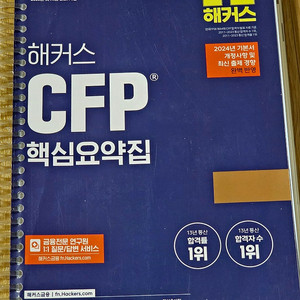 해커스
2024년 기본서
개정사항 및
최신 출제 경향
완벽 반영
해커스
CFP®
핵심요약집
금융전문 연구원
1:1 질문/답변 서비스
해커스금융 fn.Hackers.com
13년 통산
합격률
1위
13년 통산
합격자 수
1위
해커스금융 | fn.Hackers.com